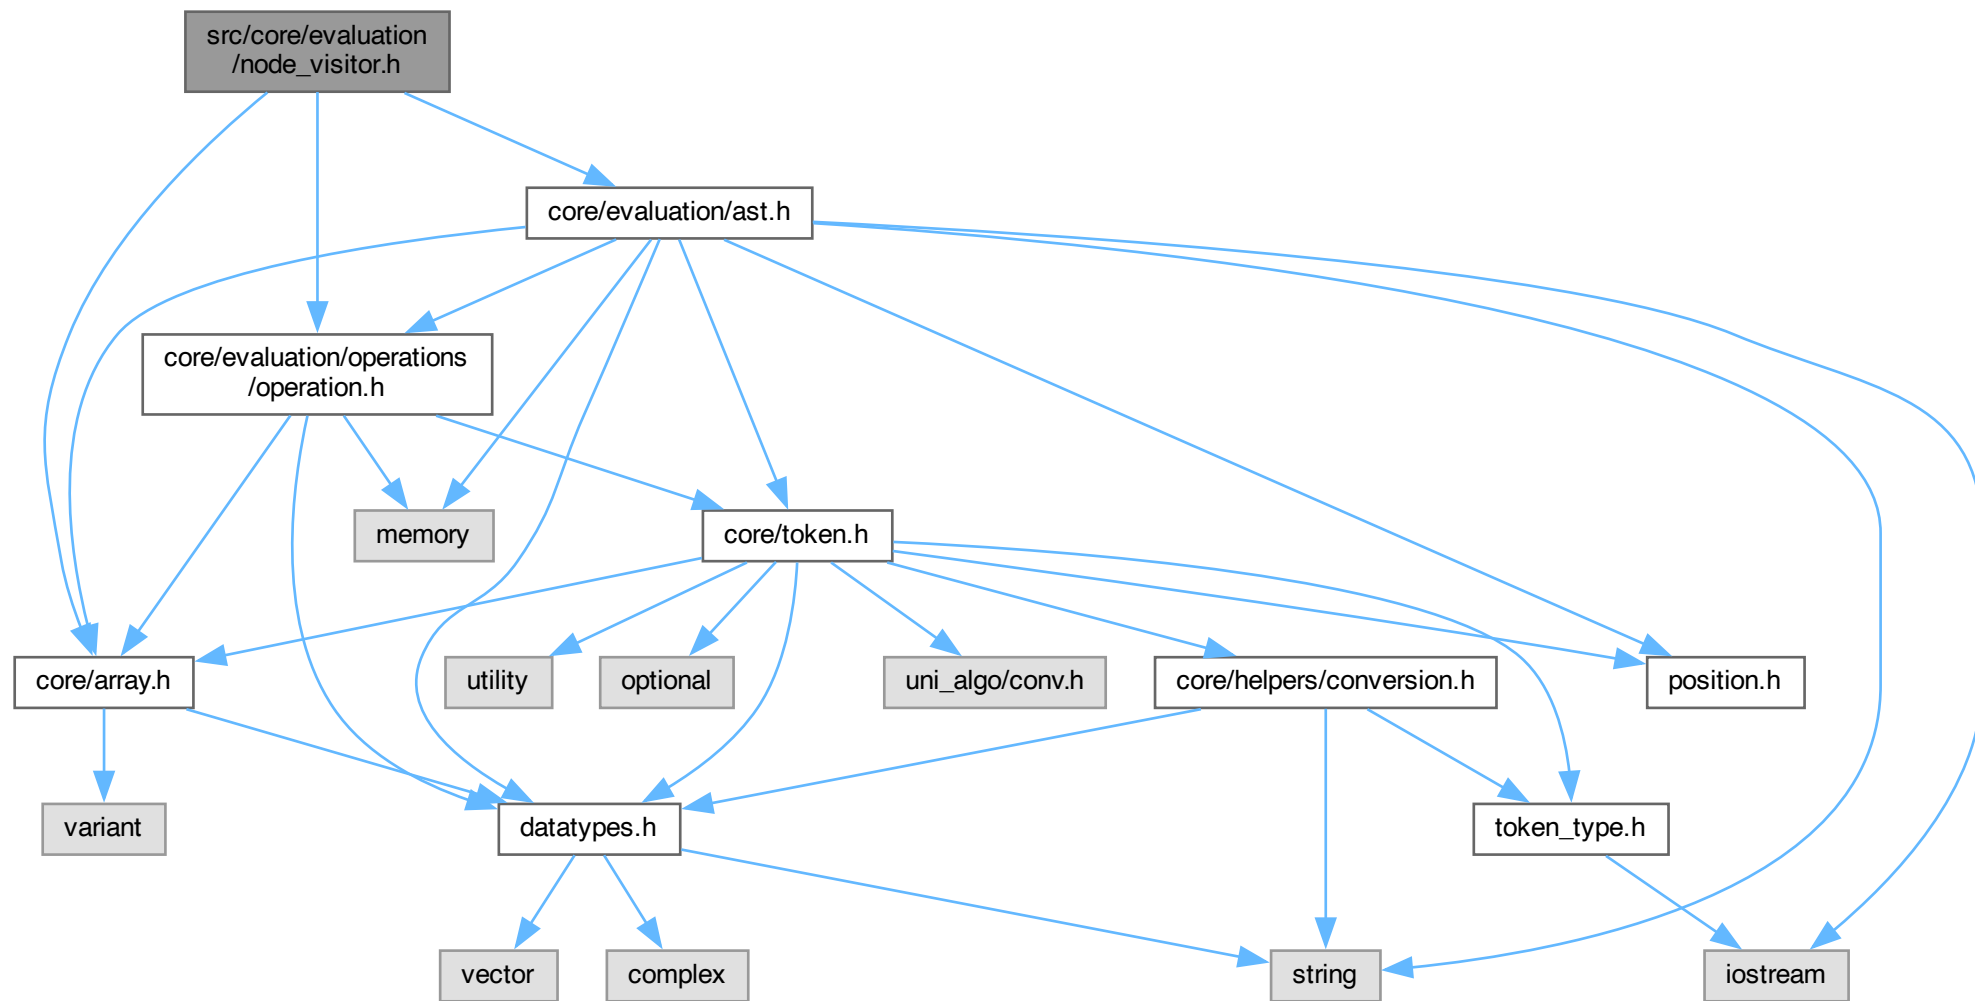 src/core/evaluation
/node_visitor.h
core/evaluation/ast.h
core/evaluation/operations
/operation.h
memory
core/token.h
core/array.h
utility
optional
uni_algo/conv.h
core/helpers/conversion.h
position.h
variant
datatypes.h
token_type.h
vector
complex
string
iostream